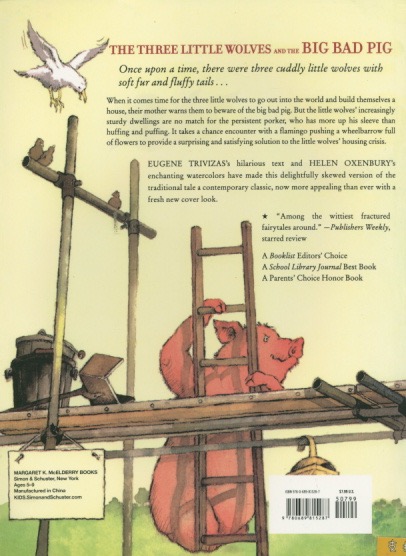 THE THREE LITTLE WOLVES AND THE BIG BAD PIG
Once upon a time, there were three cuddly little wolves with
soft fur and fluffy tails . . .
When it comes time for the three little wolves to go out into the world and build themselves a
house, their mother warns them to beware of the big bad pig. But the little wolves' increasingly
sturdy dwellings are no match for the persistent porker, who has more up his sleeve than
huffing and puffing. It takes a chance encounter with a flamingo pushing a wheelbarrow full
of flowers to provide a surprising and satisfying solution to the little wolves' housing crisis.
EUGENE TRIVIZAS's hilarious text and HELEN OXENBURY's
enchanting watercolors have made this delightfully skewed version of the
traditional tale a contemporary classic, now more appealing than ever with a
fresh new cover look.
★ "Among the wittiest fractured
fairytales around." —Publishers Weekly,
starred review
A Booklist Editors' Choice
A School Library Journal Best Book
A Parents' Choice Honor Book
MARGARET K. McELDERRY BOOKS
Simon & Schuster, New York
Ages 5–8
Manufactured in China
KIDS.SimonandSchuster.com
50799
9 780689 815287